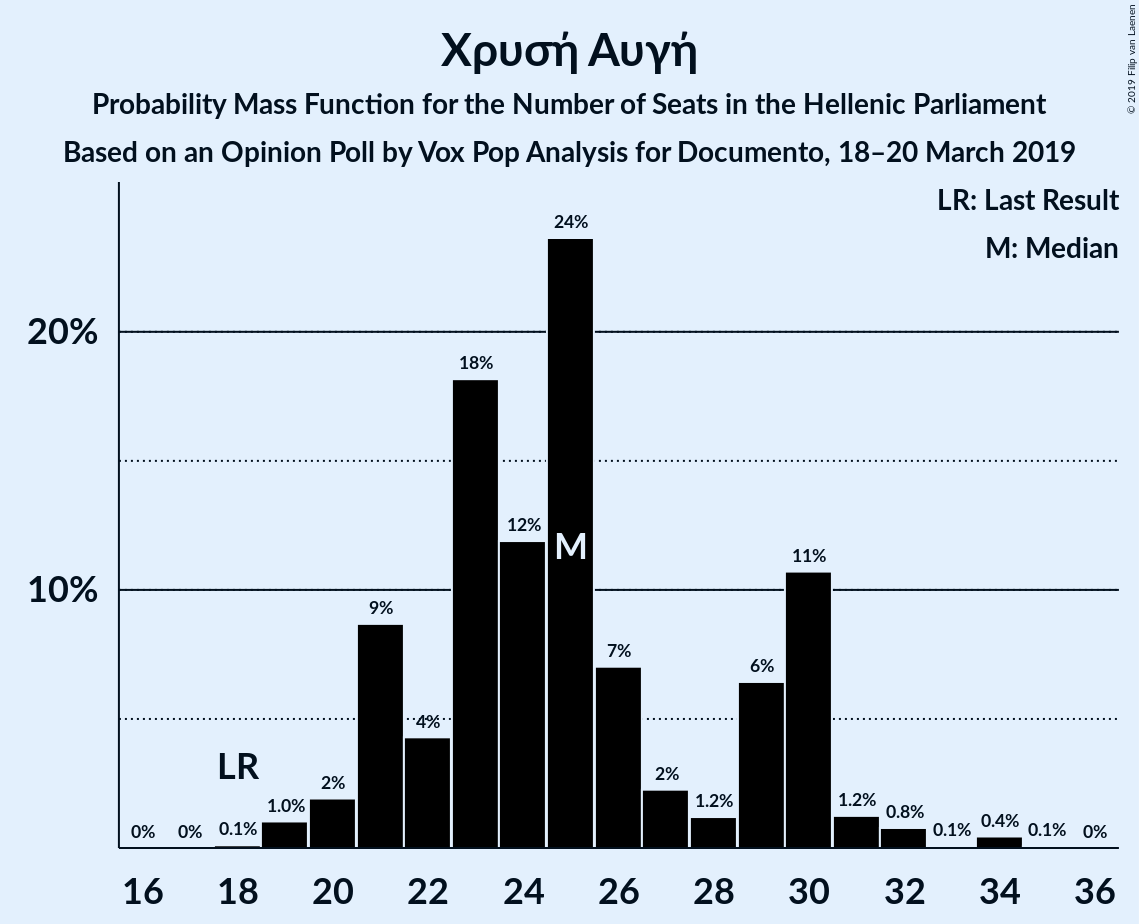 Χρυσή Αυγή
Probability Mass Function for the Number of Seats in the Hellenic Parliament
Based on an Opinion Poll by Vox Pop Analysis for Documento, 18–20 March 2019
© 2019 Filip van Laenen
LR: Last Result
M: Median
20%
10%
0%
0%
0.1%
1.0%
2%
9%
4%
18%
12%
24%
7%
2%
1.2%
6%
11%
1.2%
0.8%
0.1%
0.4%
0.1%
0%
LR
M
16 18 20 22 24 26 28 30 32 34 36